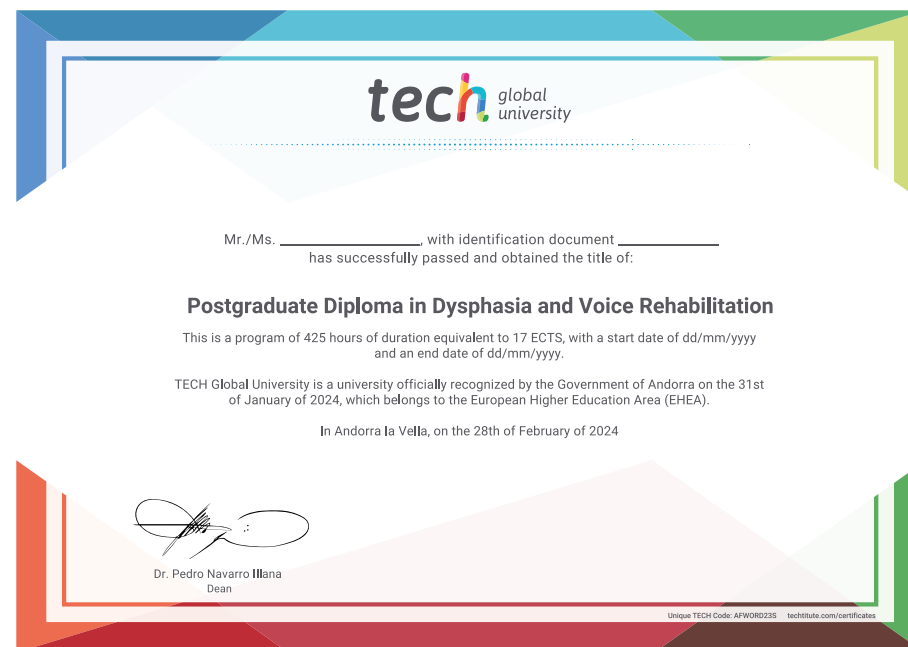 tech global
university
Mr./Ms. ____________________, with identification document ______________
has successfully passed and obtained the title of:
Postgraduate Diploma in Dysphasia and Voice Rehabilitation
This is a program of 425 hours of duration equivalent to 17 ECTS, with a start date of dd/mm/yyyy
and an end date of dd/mm/yyyy.
TECH Global University is a university officially recognized by the Government of Andorra on the 31st
of January of 2024, which belongs to the European Higher Education Area (EHEA).
In Andorra la Vella, on the 28th of February of 2024
Dr. Pedro Navarro Illana
Dean
Unique TECH Code: AFWORD23S techtitute.com/certificates